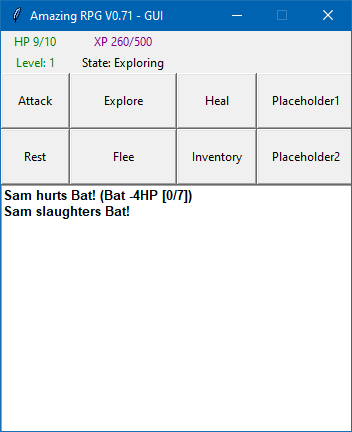 Amazing RPG V0.71 - GUI
HP 9/10 XP 260/500
Level: 1 State: Exploring
Attack Explore Heal Placeholder1
Rest Flee Inventory Placeholder2
Sam hurts Bat! (Bat -4HP [0/7])
Sam slaughters Bat!